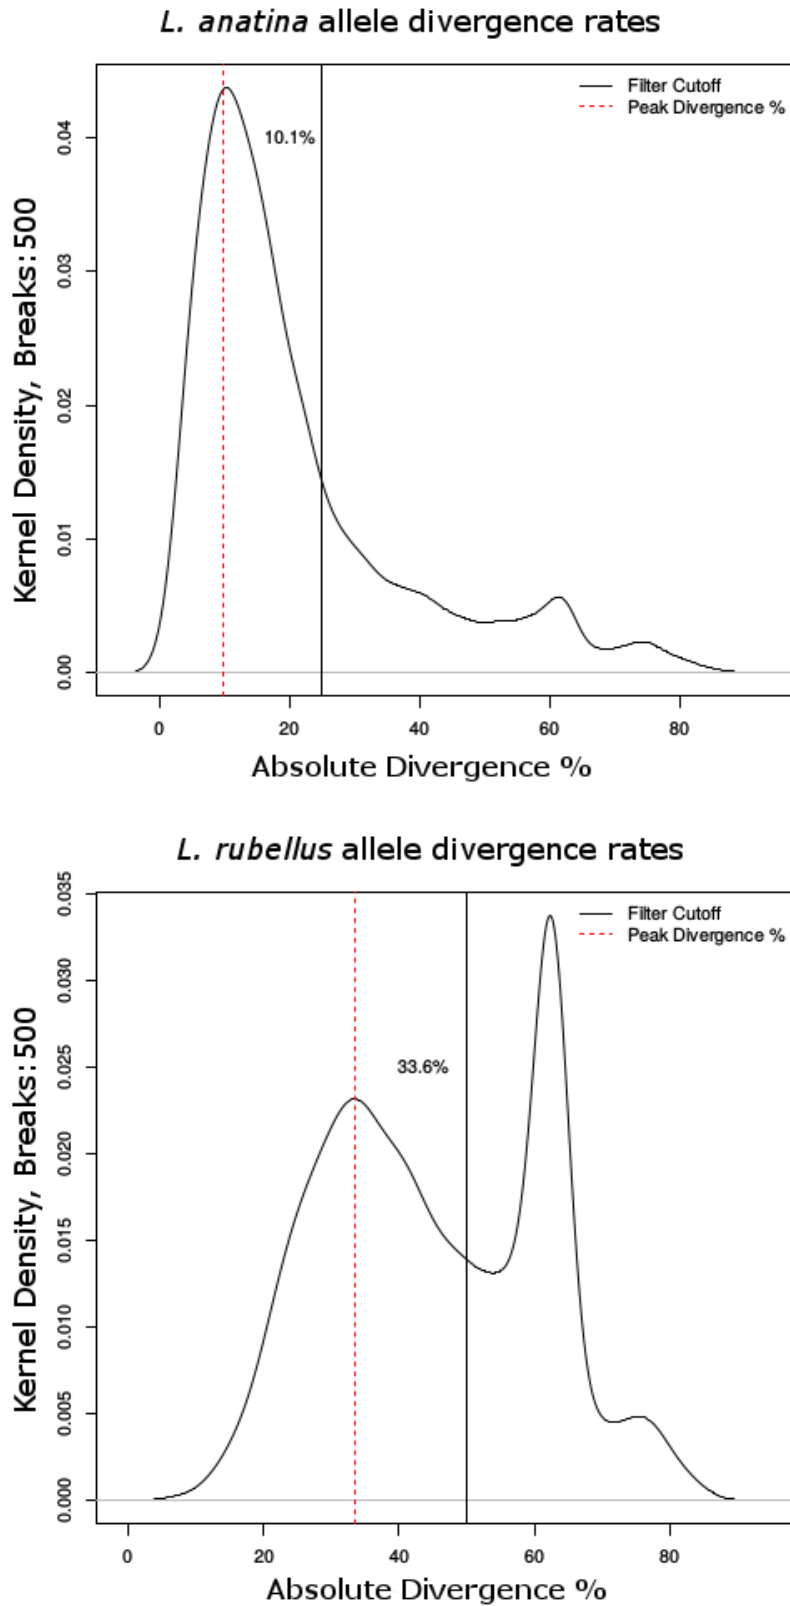 L. anatina allele divergence rates
Filter Cutoff
Peak Divergence %
10.1%
Kernel Density, Breaks:500
0.04
0.03
0.02
0.01
0.00
0 20 40 60 80
Absolute Divergence %
L. rubellus allele divergence rates
Filter Cutoff
Peak Divergence %
33.6%
Kernel Density, Breaks:500
0.035
0.030
0.025
0.020
0.015
0.010
0.005
0.000
0 20 40 60 80
Absolute Divergence %